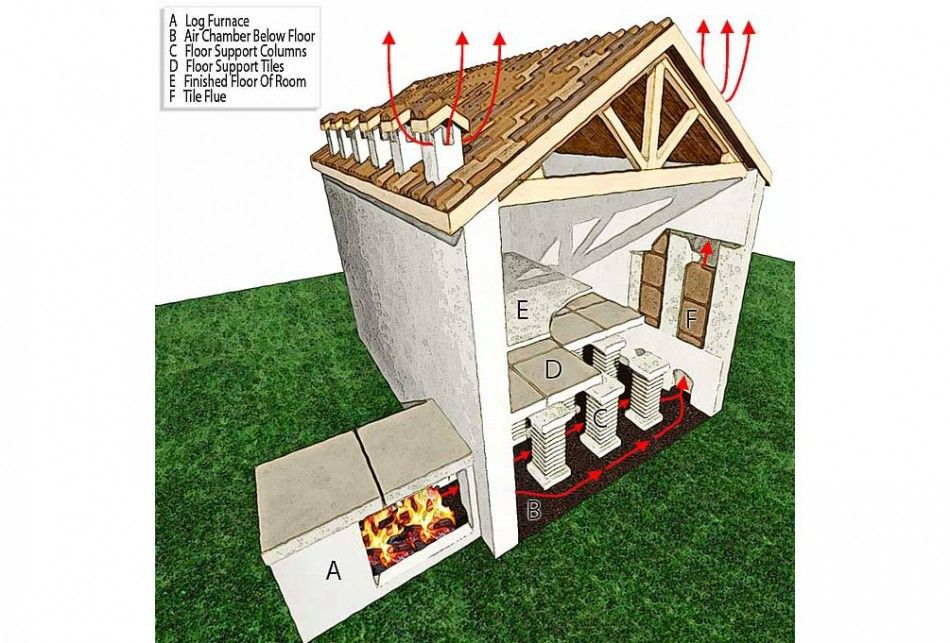 A Log Furnace
B Air Chamber Below Floor
C Floor Support Columns
D Floor Support Tiles
E Finished Floor Of Room
F Tile Flue
E
F
D
C
B
A